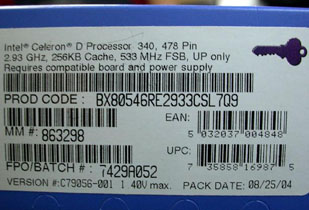 Intel® Celeron® D Processor 340, 478 Pin
2.93 GHz, 256KB Cache, 533 MHz FSB, UP only
Requires compatible board and power supply
PROD CODE: BX80546RE2933CSL7Q9
EAN:
5 032037 004848
MM #: 863298
UPC:
7 35858 16987 5
FPO/BATCH #: 7429A052
VERSION #: C79056-001 1 40V max. PACK DATE: 08/25/04